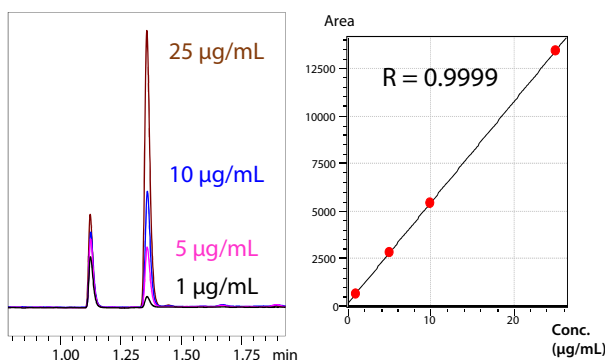 25 µg/mL
10 µg/mL
5 µg/mL
1 µg/mL
1.00 1.25 1.50 1.75 min
Area
R = 0.9999
12500
10000
7500
5000
2500
0
0 10 20 Conc.
(µg/mL)